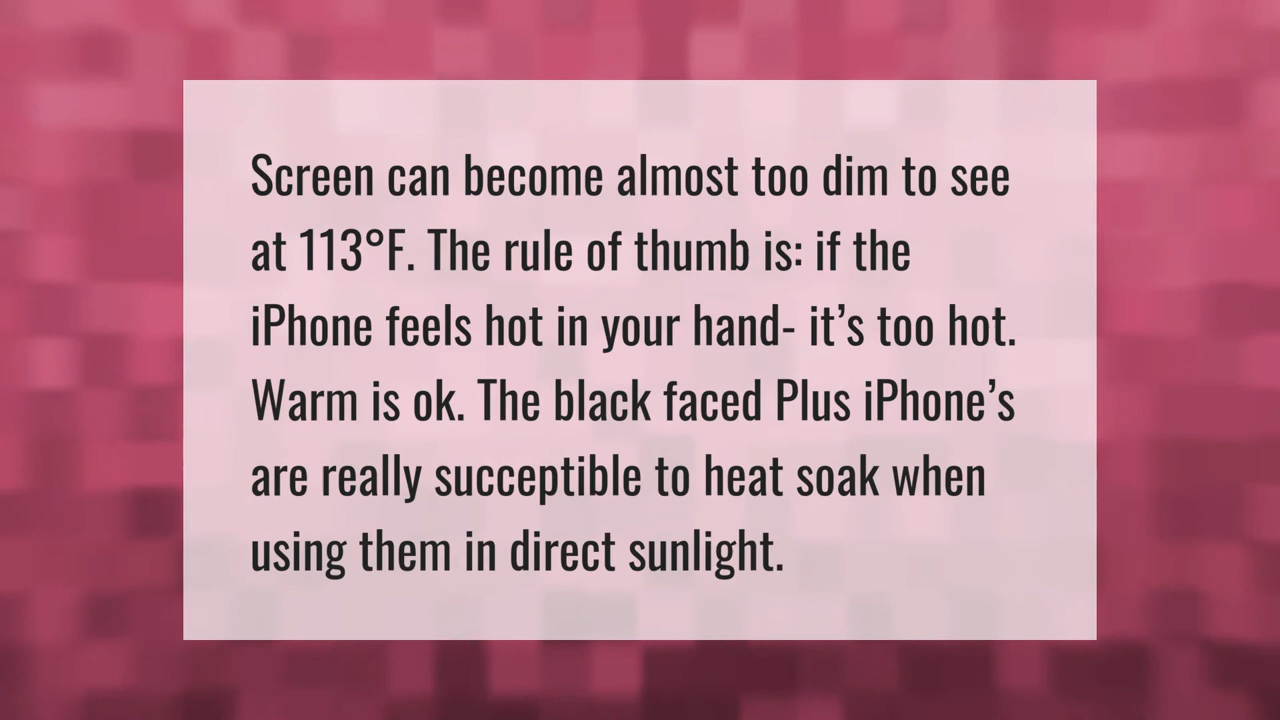 Screen can become almost too dim to see
at 113°F. The rule of thumb is: if the
iPhone feels hot in your hand- it’s too hot.
Warm is ok. The black faced Plus iPhone’s
are really succeptible to heat soak when
using them in direct sunlight.